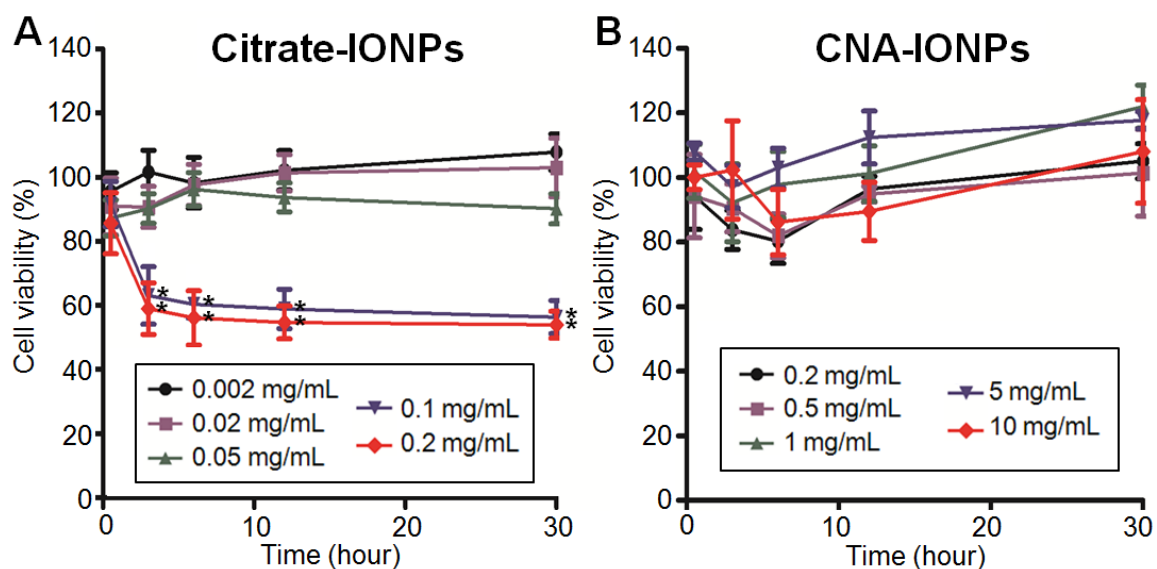 A
Citrate-IONPs
140
120
100
80
60
40
20
0
Cell viability (%)
*
*
*
*
*
*
*
*
0.002 mg/mL
0.02 mg/mL
0.05 mg/mL
0.1 mg/mL
0.2 mg/mL
0 10 20 30
Time (hour)
B
CNA-IONPs
140
120
100
80
60
40
20
0
Cell viability (%)
0.2 mg/mL
0.5 mg/mL
1 mg/mL
5 mg/mL
10 mg/mL
0 10 20 30
Time (hour)